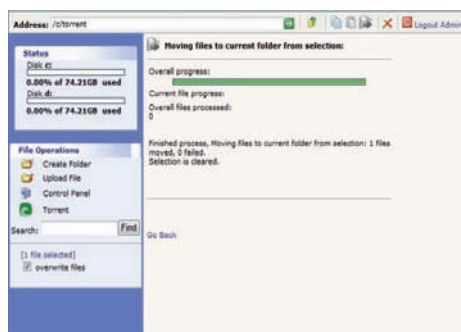 Address: /c/torrent
Logout Admin
Status
Disk c:
0.00% of 74.21GB used
Disk d:
0.00% of 74.21GB used
File Operations
Create Folder
Upload File
Control Panel
Torrent
Search:
Find
[1 file selected]
overwrite files
Moving files to current folder from selection:
Overall progress:
Current file progress:
Overall files processed:
0
Finished process, Moving files to current folder from selection: 1 files
moved, 0 failed.
Selection is cleared.
Go Back